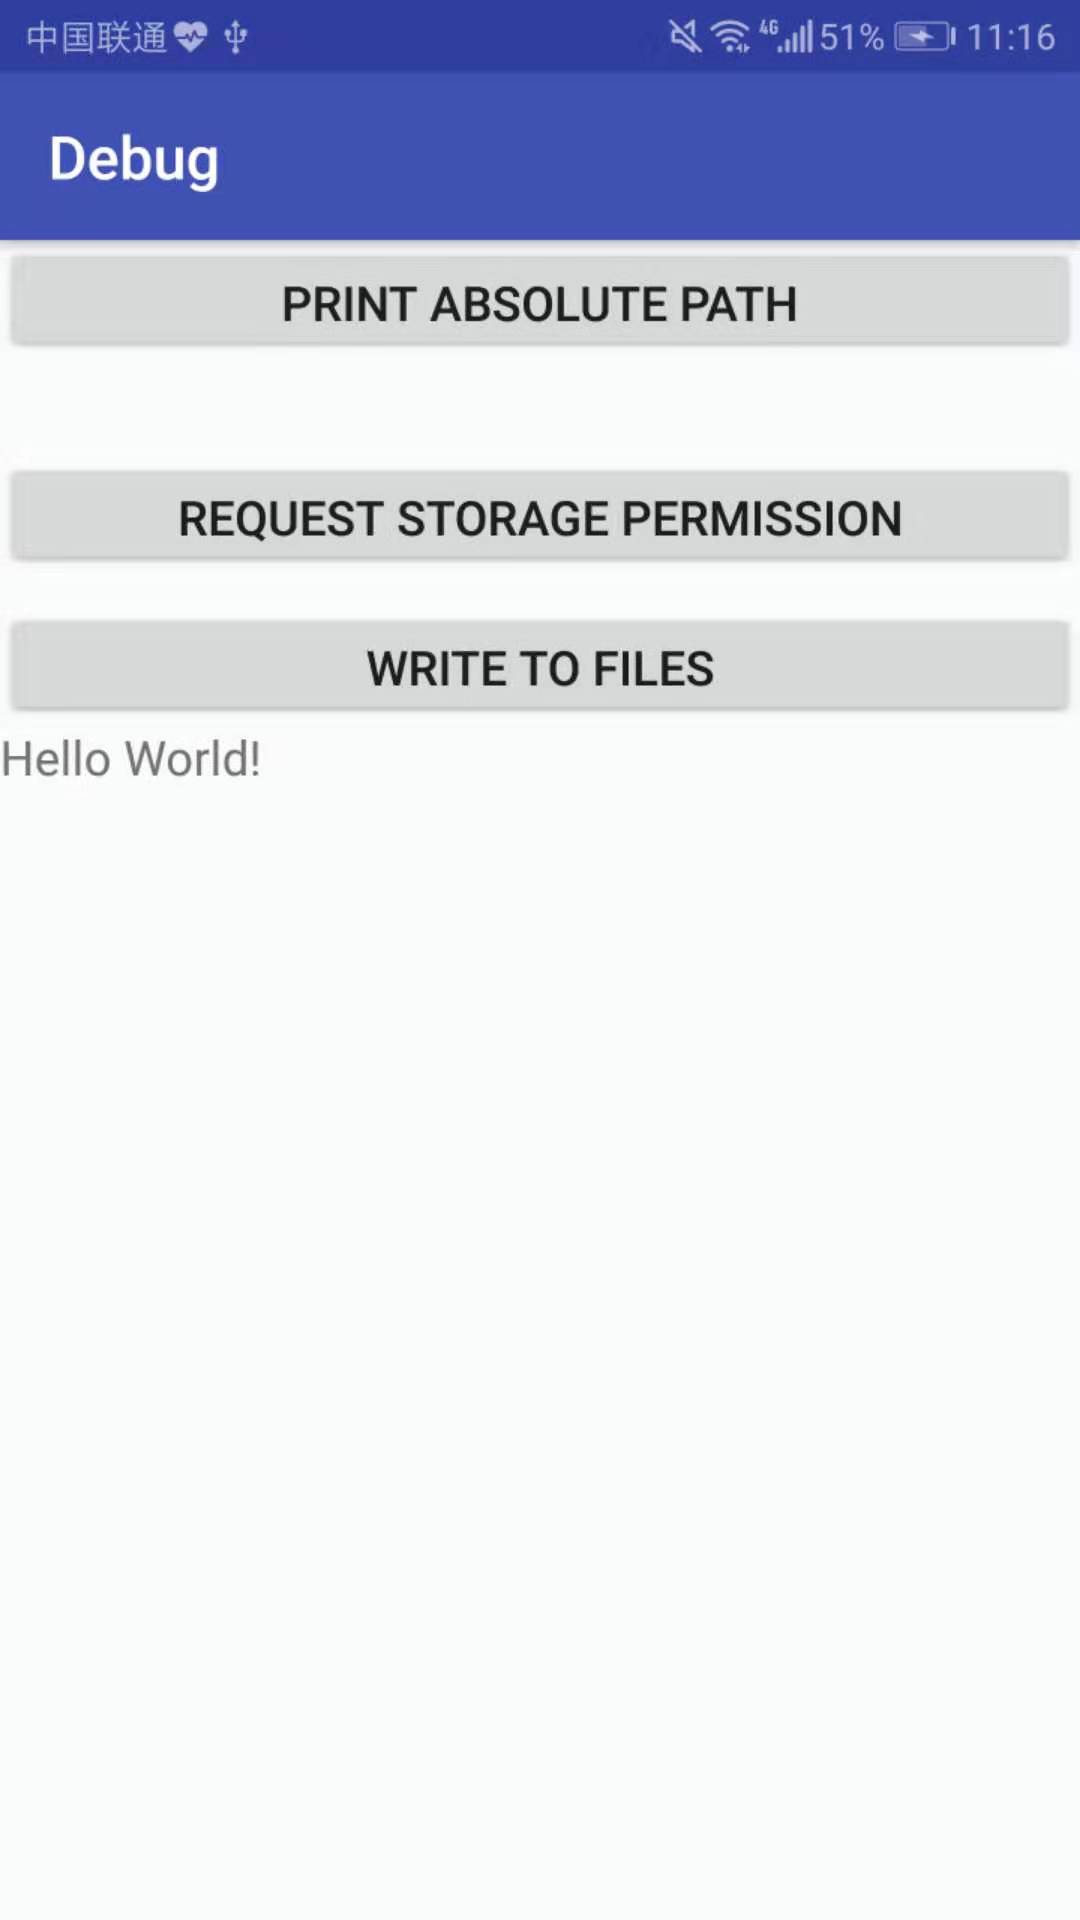 中国联通 4G 51% 11:16
Debug
PRINT ABSOLUTE PATH
REQUEST STORAGE PERMISSION
WRITE TO FILES
Hello World!